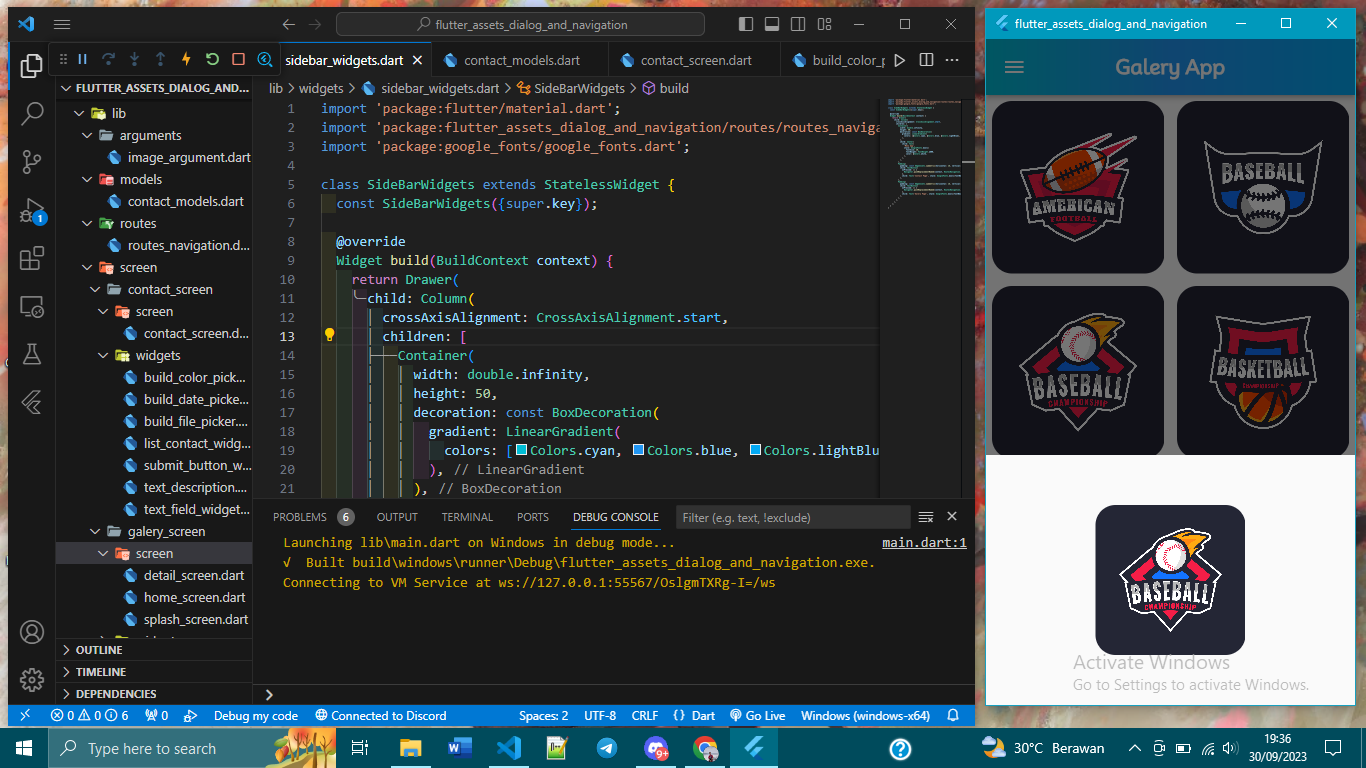 flutter_assets_dialog_and_navigation
sidebar_widgets.dart
contact_models.dart
contact_screen.dart
build_color_p
FLUTTER_ASSETS_DIALOG_AND_...
lib
arguments
image_argument.dart
models
contact_models.dart
routes
routes_navigation.d...
screen
contact_screen
screen
contact_screen.d...
widgets
build_color_pick...
build_date_picke...
build_file_picker....
list_contact_widg...
submit_button_w...
text_description....
text_field_widget...
galery_screen
screen
detail_screen.dart
home_screen.dart
splash_screen.dart
OUTLINE
TIMELINE
DEPENDENCIES
1
lib > widgets > sidebar_widgets.dart > SideBarWidgets > build
1 import 'package:flutter/material.dart';
2 import 'package:flutter_assets_dialog_and_navigation/routes/routes_naviga
3 import 'package:google_fonts/google_fonts.dart';
4
5 class SideBarWidgets extends StatelessWidget {
6 const SideBarWidgets({super.key});
7
8 @override
9 Widget build(BuildContext context) {
10 return Drawer(
11 child: Column(
12 crossAxisAlignment: CrossAxisAlignment.start,
13 children: [
14 Container(
15 width: double.infinity,
16 height: 50,
17 decoration: const BoxDecoration(
18 gradient: LinearGradient(
19 colors: [Colors.cyan, Colors.blue, Colors.lightBlu
20 ), // LinearGradient
21 ), // BoxDecoration
PROBLEMS 6 OUTPUT TERMINAL PORTS DEBUG CONSOLE Filter (e.g. text, !exclude)
Launching lib\main.dart on Windows in debug mode... main.dart:1
√ Built build\windows\runner\Debug\flutter_assets_dialog_and_navigation.exe.
Connecting to VM Service at ws://127.0.0.1:55567/OslgmTXRg-I=/ws
0 0 6 0 Debug my code Connected to Discord Spaces: 2 UTF-8 CRLF {} Dart Go Live Windows (windows-x64)
flutter_assets_dialog_and_navigation
Galery App
AMERICAN
FOOTBALL
BASEBALL
BASEBALL
CHAMPIONSHIP
BASKETBALL
BASEBALL
CHAMPIONSHIP
Activate Windows
Go to Settings to activate Windows.
Type here to search
9+
30°C Berawan
19:36
30/09/2023